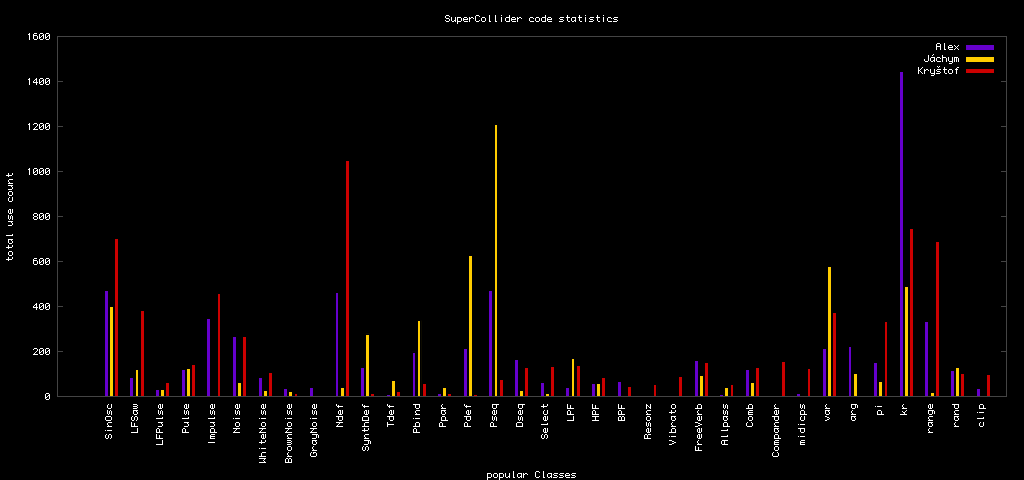 SuperCollider code statistics
Alex
Jáchym
Kryštof
total use count
1600
1400
1200
1000
800
600
400
200
0
SinOsc
LFSaw
LFPulse
Pulse
Impulse
Noise
WhiteNoise
BrownNoise
GrayNoise
Ndef
SynthDef
Tdef
Pbind
Ppar
Pdef
Pseq
Dseq
Select
LPF
HPF
BPF
Resonz
Vibrato
FreeVerb
Allpass
Comb
Compander
midicps
var
arg
pi
kr
range
rand
clip
popular Classes